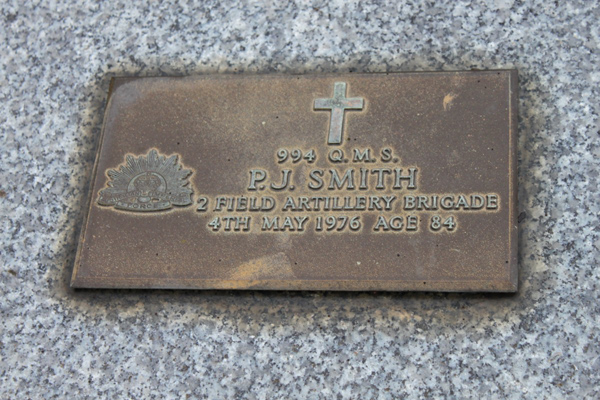 994 Q.M.S.
P.J. SMITH
2 FIELD ARTILLERY BRIGADE
4TH MAY 1976 AGE 84